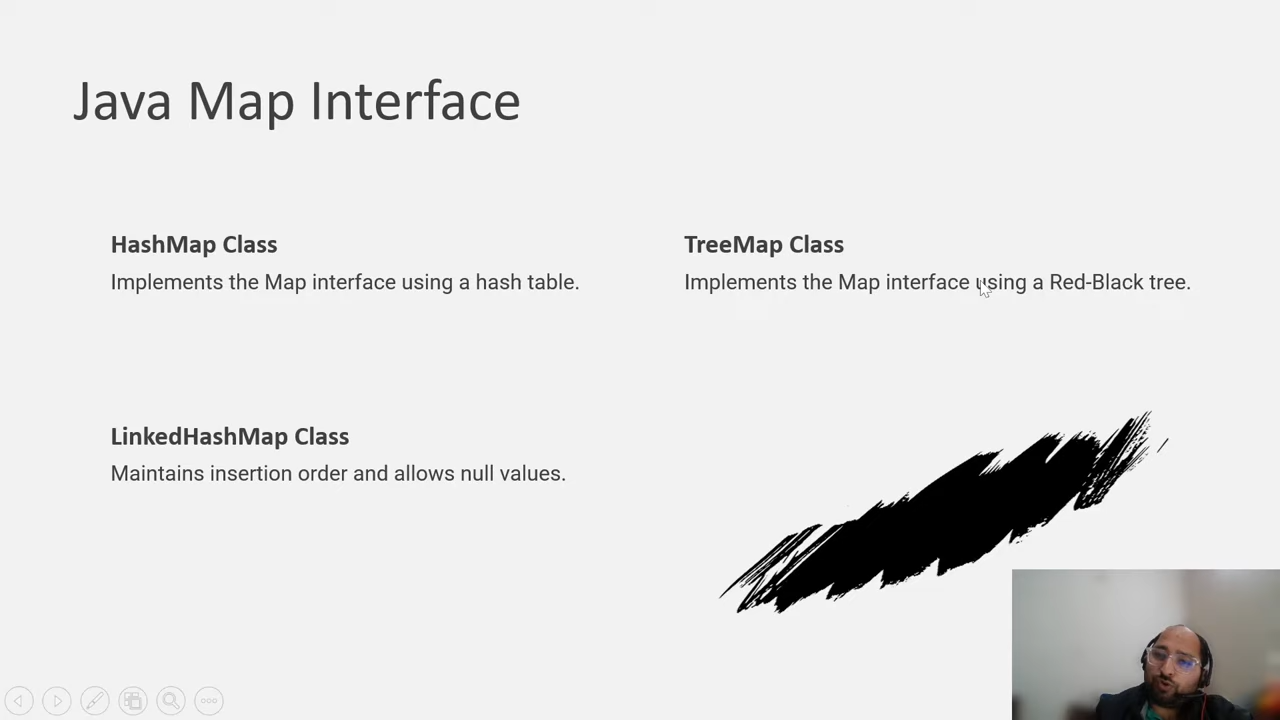 Java Map Interface
HashMap Class
Implements the Map interface using a hash table.
TreeMap Class
Implements the Map interface using a Red-Black tree.
LinkedHashMap Class
Maintains insertion order and allows null values.